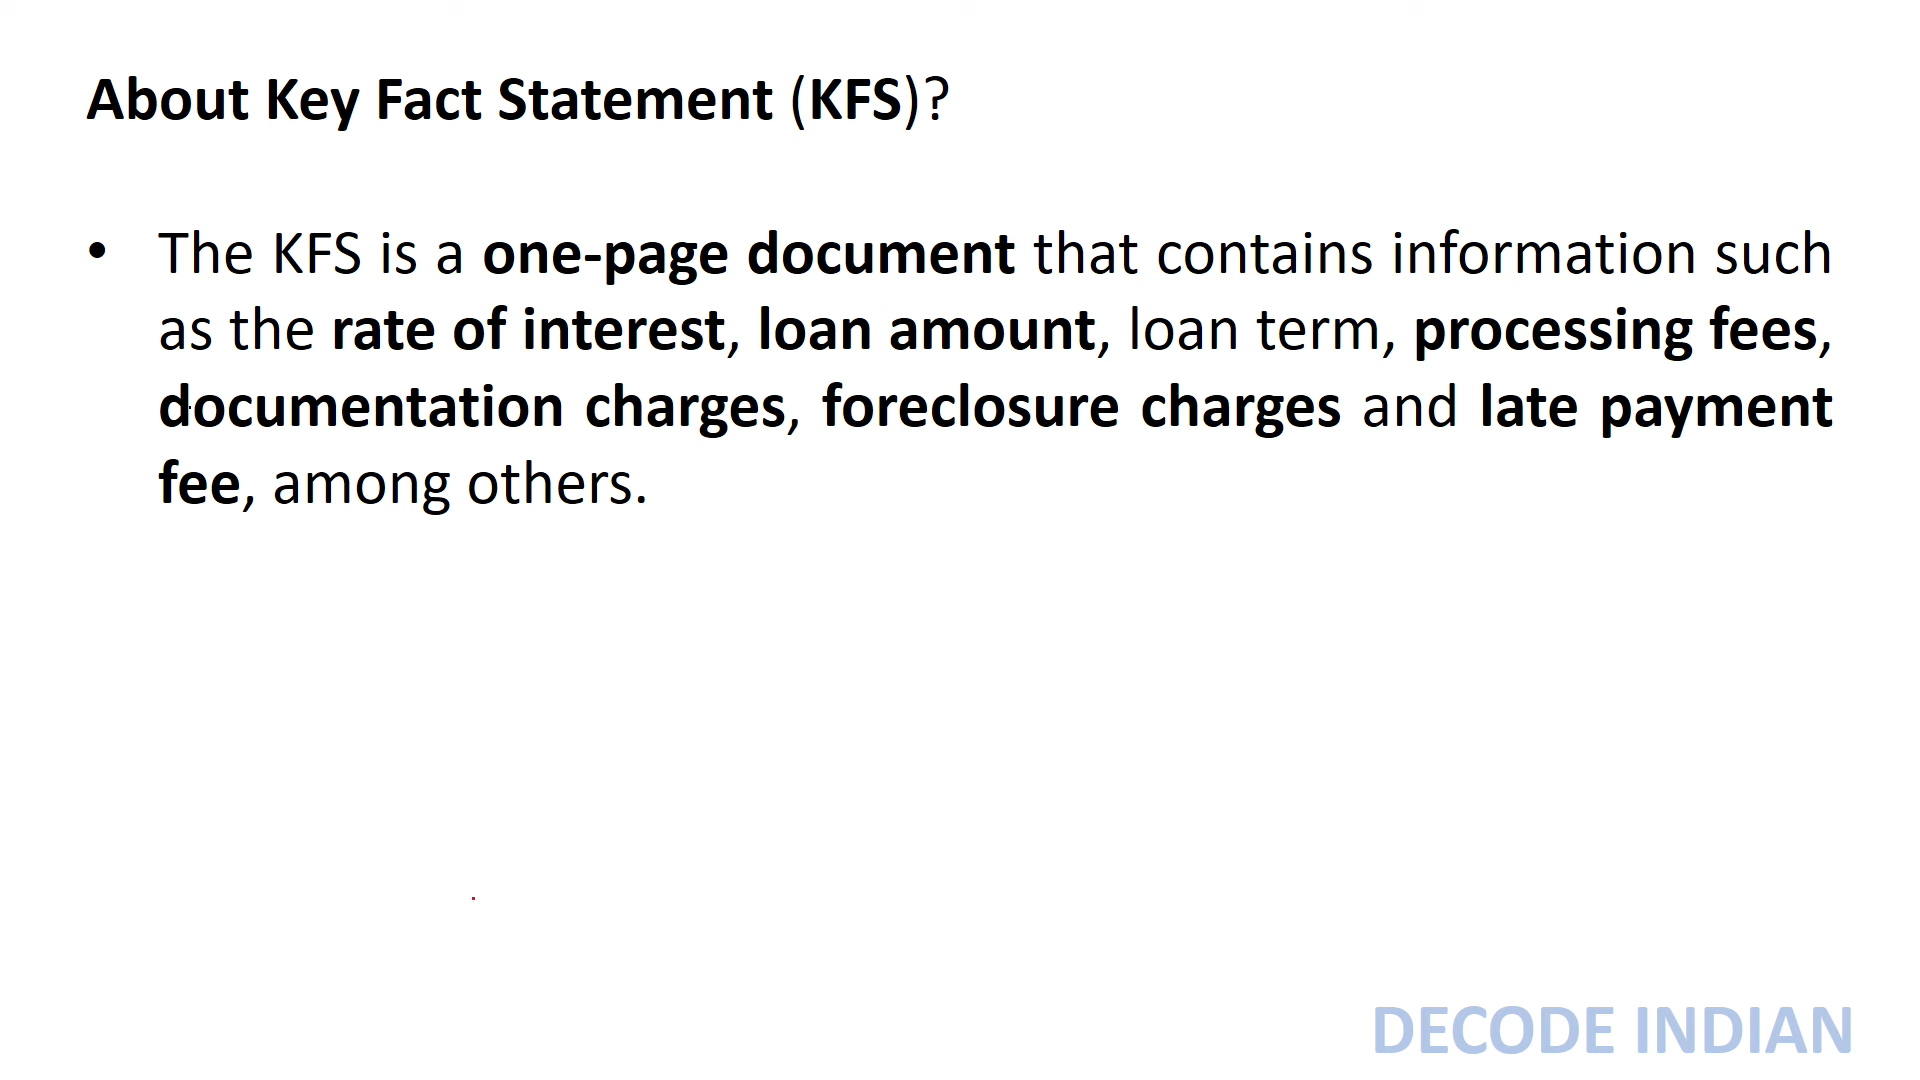 About Key Fact Statement (KFS)?
• The KFS is a one-page document that contains information such
as the rate of interest, loan amount, loan term, processing fees,
documentation charges, foreclosure charges and late payment
fee, among others.
DECODE INDIAN